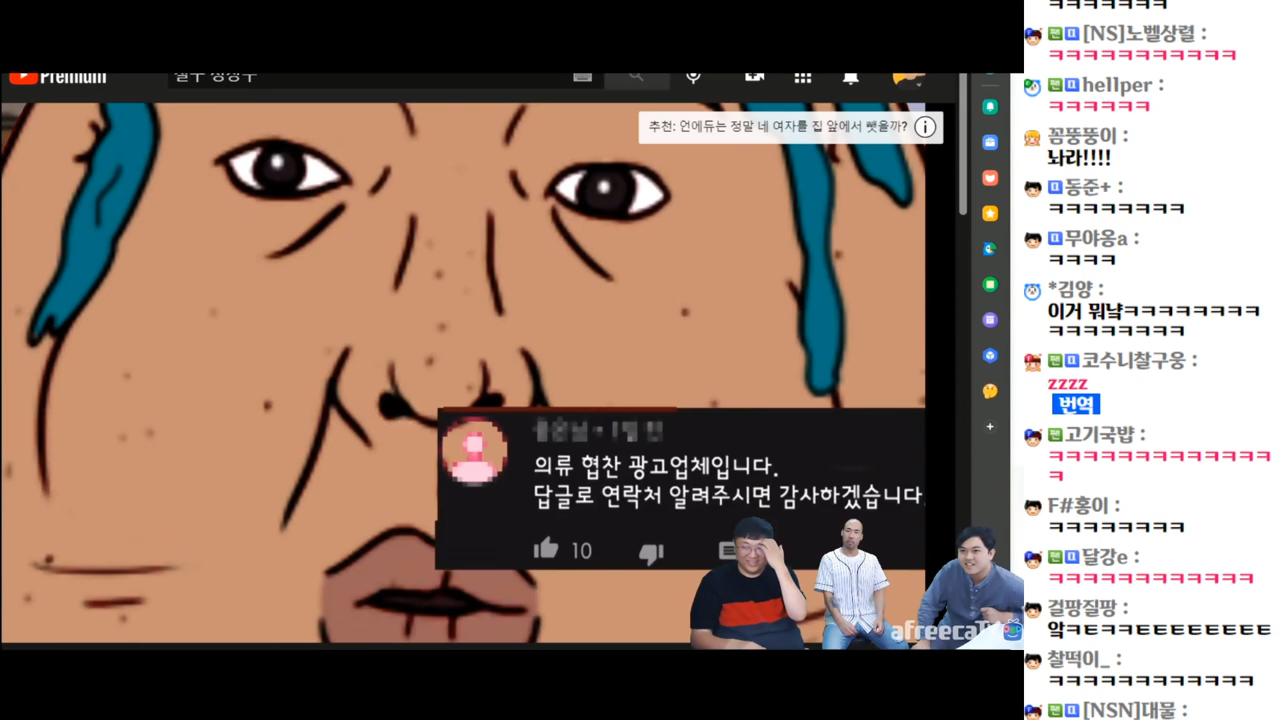 Premium
추천: 언에듀는 정말 네 여자를 집 앞에서 뺏을까?
의류 협찬 광고업체입니다.
답글로 연락처 알려주시면 감사하겠습니다.
10
afreecaT
ㅋㅋㅋㅋㅋㅋㅋ
[NS]노벨상렬 :
ㅋㅋㅋㅋㅋㅋㅋㅋㅋㅋㅋ
hellper :
ㅋㅋㅋㅋㅋㅋ
꼼뚱뚱이 :
놔라!!!!
동준+ :
ㅋㅋㅋㅋㅋㅋㅋㅋ
무야옹a :
ㅋㅋㅋㅋ
*김양 :
이거 뭐냨ㅋㅋㅋㅋㅋㅋㅋㅋ
ㅋㅋㅋㅋㅋㅋㅋㅋ
코수니찰구웅 :
zzzz
번역
고기국뱝 :
ㅋㅋㅋㅋㅋㅋㅋㅋㅋㅋㅋㅋㅋ
ㅋ
F#홍이 :
ㅋㅋㅋㅋㅋㅋㅋㅋ
달강e :
ㅋㅋㅋㅋㅋㅋㅋㅋㅋㅋㅋㅋ
걸팡질팡 :
앜ㅋㅌㅋㅋㅌㅌㅌㅌㅌㅌㅌㅌ
찰떡이_ :
ㅋㅋㅋㅋㅋㅋㅋㅋㅋㅋㅋㅋ
[NSN]대물 :